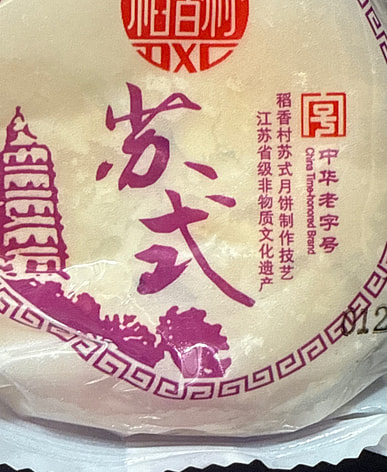 稻香村
DXC
苏式
稻香村苏式月饼制作技艺
江苏省级非物质文化遗产
中华老字号
China Time-honored Brand
012